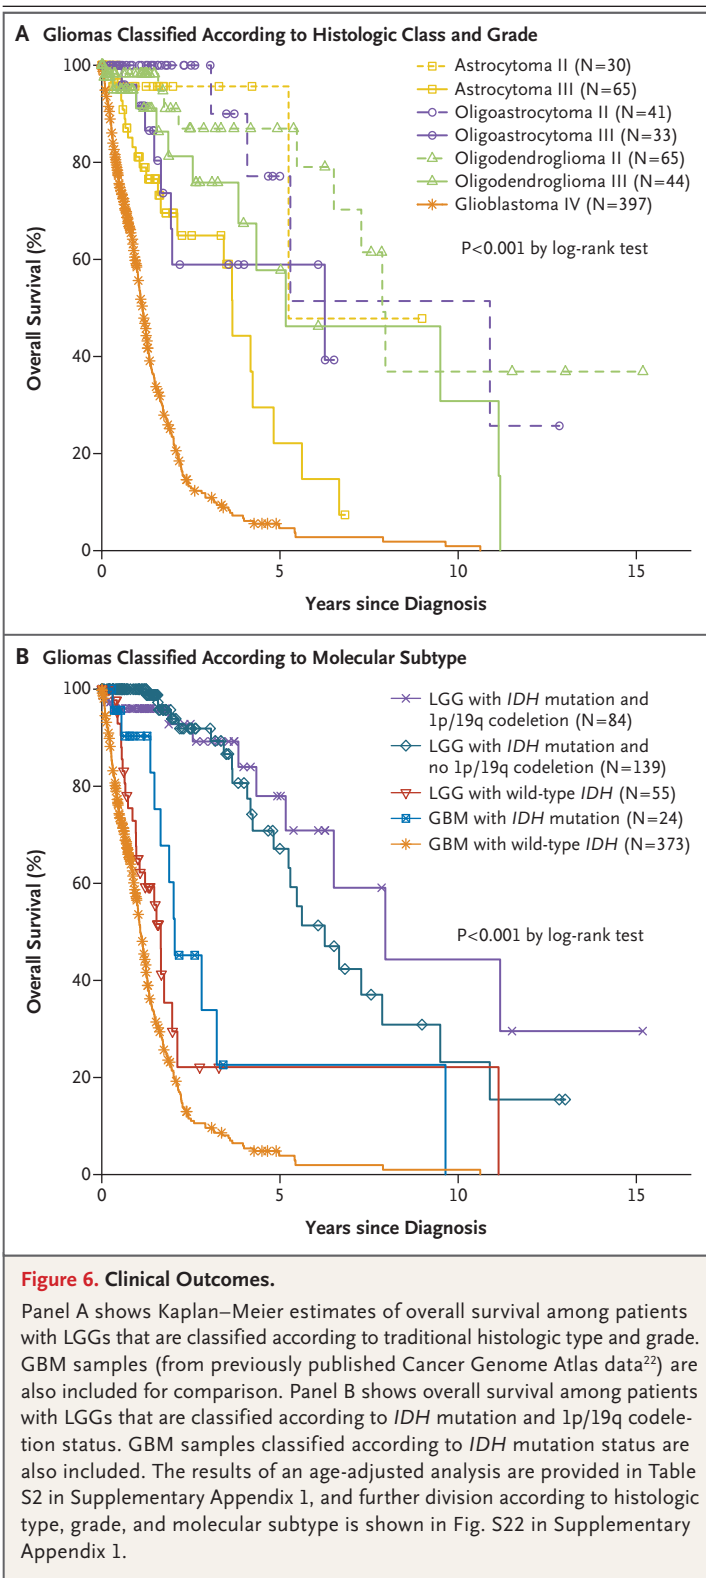 A Gliomas Classified According to Histologic Class and Grade
100
80
60
40
20
0
Overall Survival (%)
0 5 10 15
Years since Diagnosis
Astrocytoma II (N=30)
Astrocytoma III (N=65)
Oligoastrocytoma II (N=41)
Oligoastrocytoma III (N=33)
Oligodendroglioma II (N=65)
Oligodendroglioma III (N=44)
Glioblastoma IV (N=397)
P<0.001 by log-rank test
B Gliomas Classified According to Molecular Subtype
100
80
60
40
20
0
Overall Survival (%)
0 5 10 15
Years since Diagnosis
LGG with IDH mutation and
1p/19q codeletion (N=84)
LGG with IDH mutation and
no 1p/19q codeletion (N=139)
LGG with wild-type IDH (N=55)
GBM with IDH mutation (N=24)
GBM with wild-type IDH (N=373)
P<0.001 by log-rank test
Figure 6. Clinical Outcomes.
Panel A shows Kaplan–Meier estimates of overall survival among patients
with LGGs that are classified according to traditional histologic type and grade.
GBM samples (from previously published Cancer Genome Atlas data22) are
also included for comparison. Panel B shows overall survival among patients
with LGGs that are classified according to IDH mutation and 1p/19q codele-
tion status. GBM samples classified according to IDH mutation status are
also included. The results of an age-adjusted analysis are provided in Table
S2 in Supplementary Appendix 1, and further division according to histologic
type, grade, and molecular subtype is shown in Fig. S22 in Supplementary
Appendix 1.